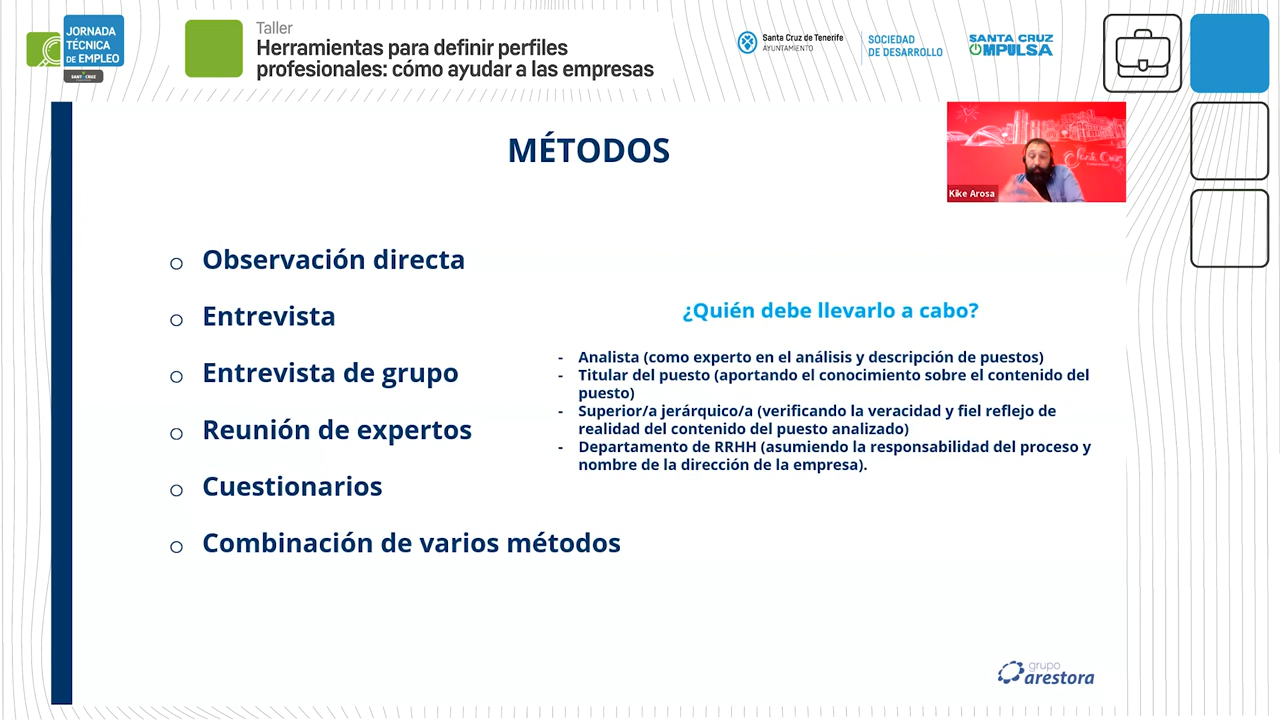 JORNADA
TÉCNICA
DE EMPLEO
Taller
Herramientas para definir perfiles
profesionales: cómo ayudar a las empresas
Santa Cruz de Tenerife
AYUNTAMIENTO
SOCIEDAD
DE DESARROLLO
SANTA CRUZ
MPULSA
MÉTODOS
Santa Cruz
Kike Arosa
Observación directa
Entrevista
Entrevista de grupo
Reunión de expertos
Cuestionarios
Combinación de varios métodos
¿Quién debe llevarlo a cabo?
- Analista (como experto en el análisis y descripción de puestos)
- Titular del puesto (aportando el conocimiento sobre el contenido del
puesto)
- Superior/a jerárquico/a (verificando la veracidad y fiel reflejo de
realidad del contenido del puesto analizado)
- Departamento de RRHH (asumiendo la responsabilidad del proceso y
nombre de la dirección de la empresa).
grupo
arestora